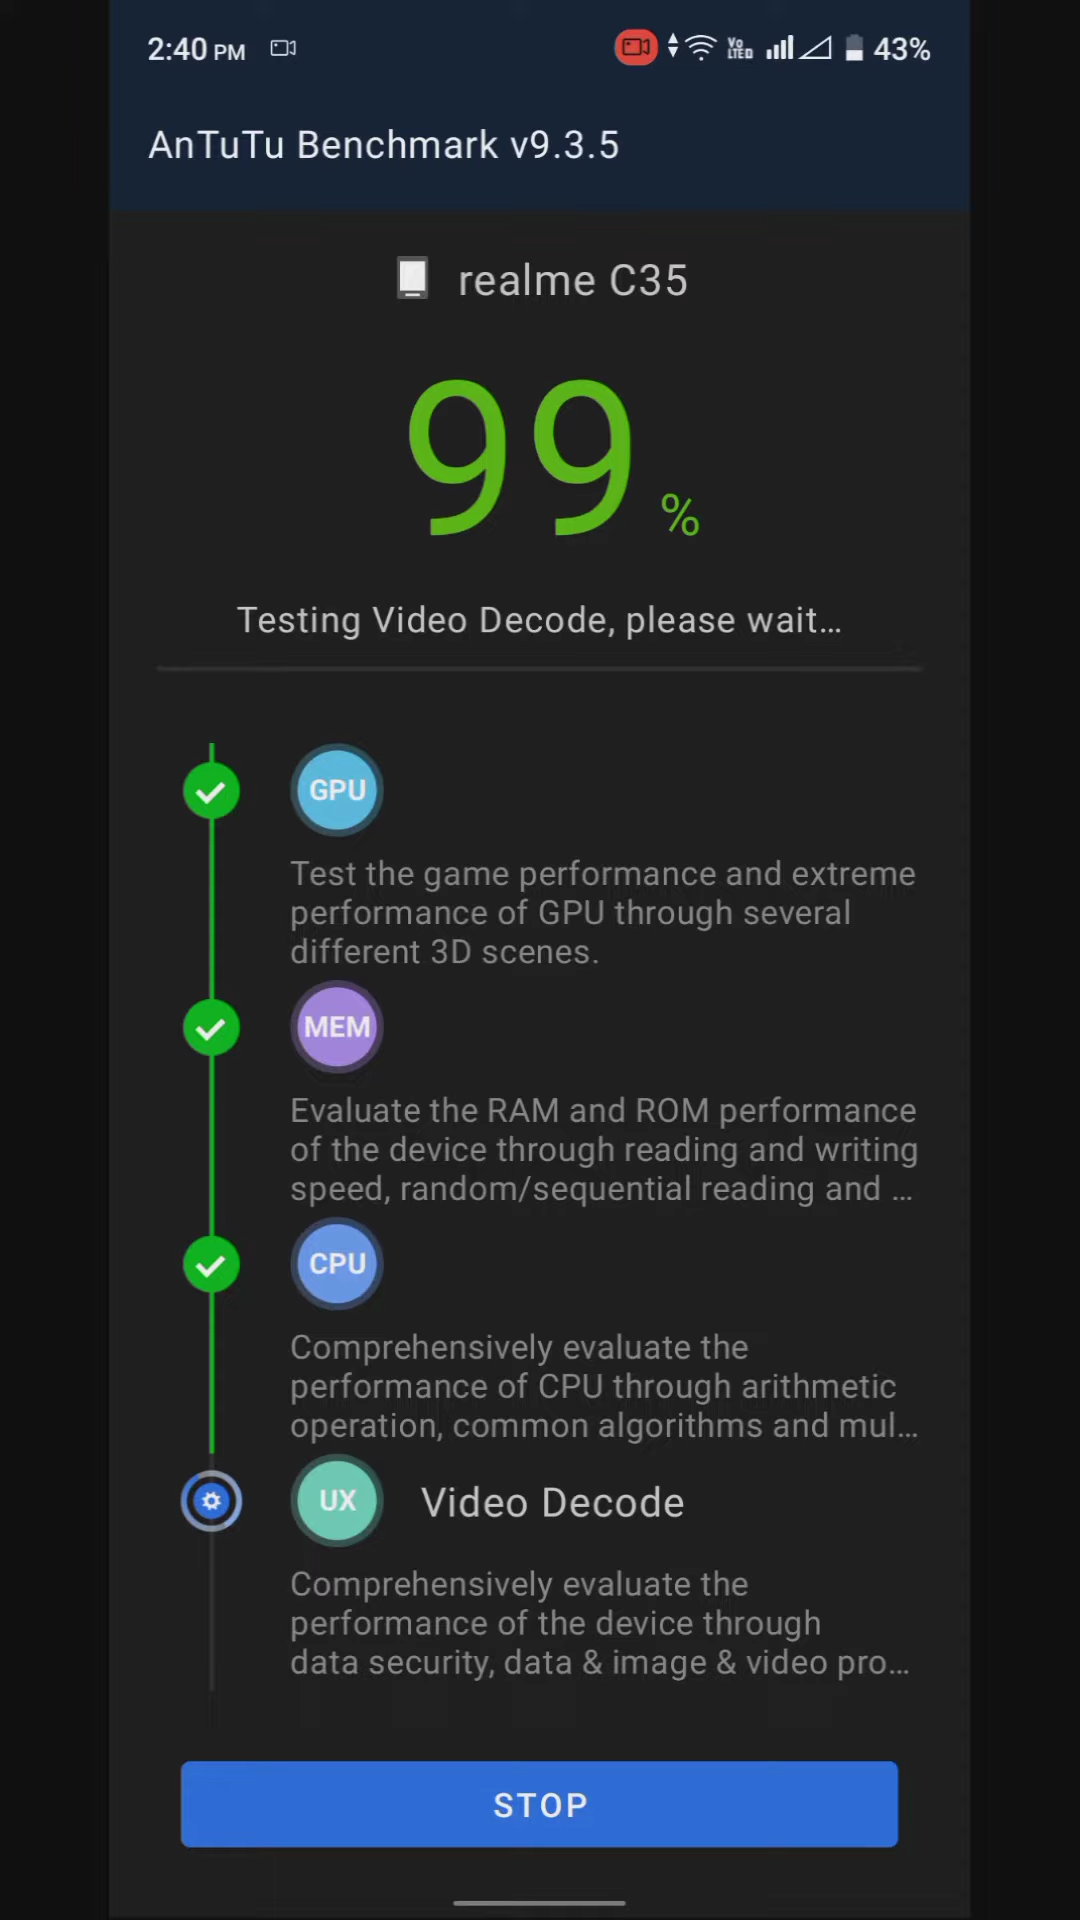 2:40 PM
Vo LTE 43%
AnTuTu Benchmark v9.3.5
realme C35
99 %
Testing Video Decode, please wait...
GPU
Test the game performance and extreme
performance of GPU through several
different 3D scenes.
MEM
Evaluate the RAM and ROM performance
of the device through reading and writing
speed, random/sequential reading and ...
CPU
Comprehensively evaluate the
performance of CPU through arithmetic
operation, common algorithms and mul...
UX Video Decode
Comprehensively evaluate the
performance of the device through
data security, data & image & video pro...
STOP